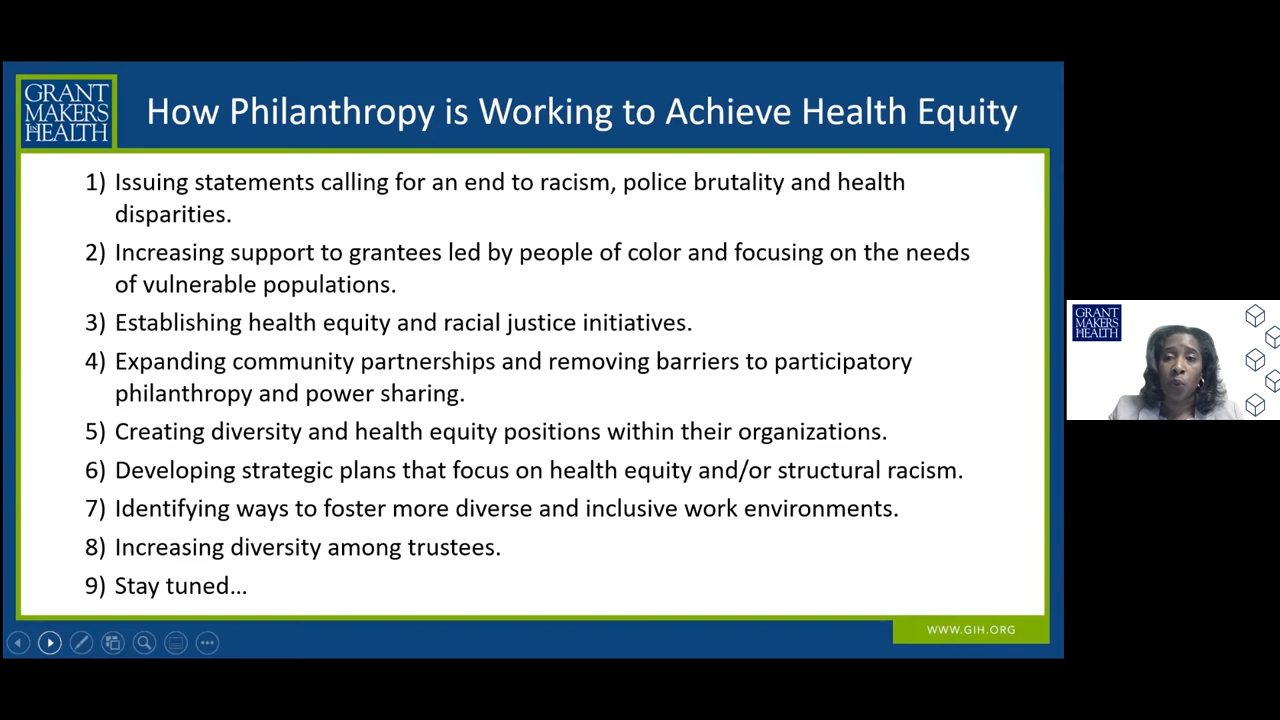 GRANT
MAKERS
IN HEALTH
How Philanthropy is Working to Achieve Health Equity
1) Issuing statements calling for an end to racism, police brutality and health
disparities.
2) Increasing support to grantees led by people of color and focusing on the needs
of vulnerable populations.
3) Establishing health equity and racial justice initiatives.
4) Expanding community partnerships and removing barriers to participatory
philanthropy and power sharing.
5) Creating diversity and health equity positions within their organizations.
6) Developing strategic plans that focus on health equity and/or structural racism.
7) Identifying ways to foster more diverse and inclusive work environments.
8) Increasing diversity among trustees.
9) Stay tuned…
WWW.GIH.ORG
GRANT
MAKERS
IN HEALTH